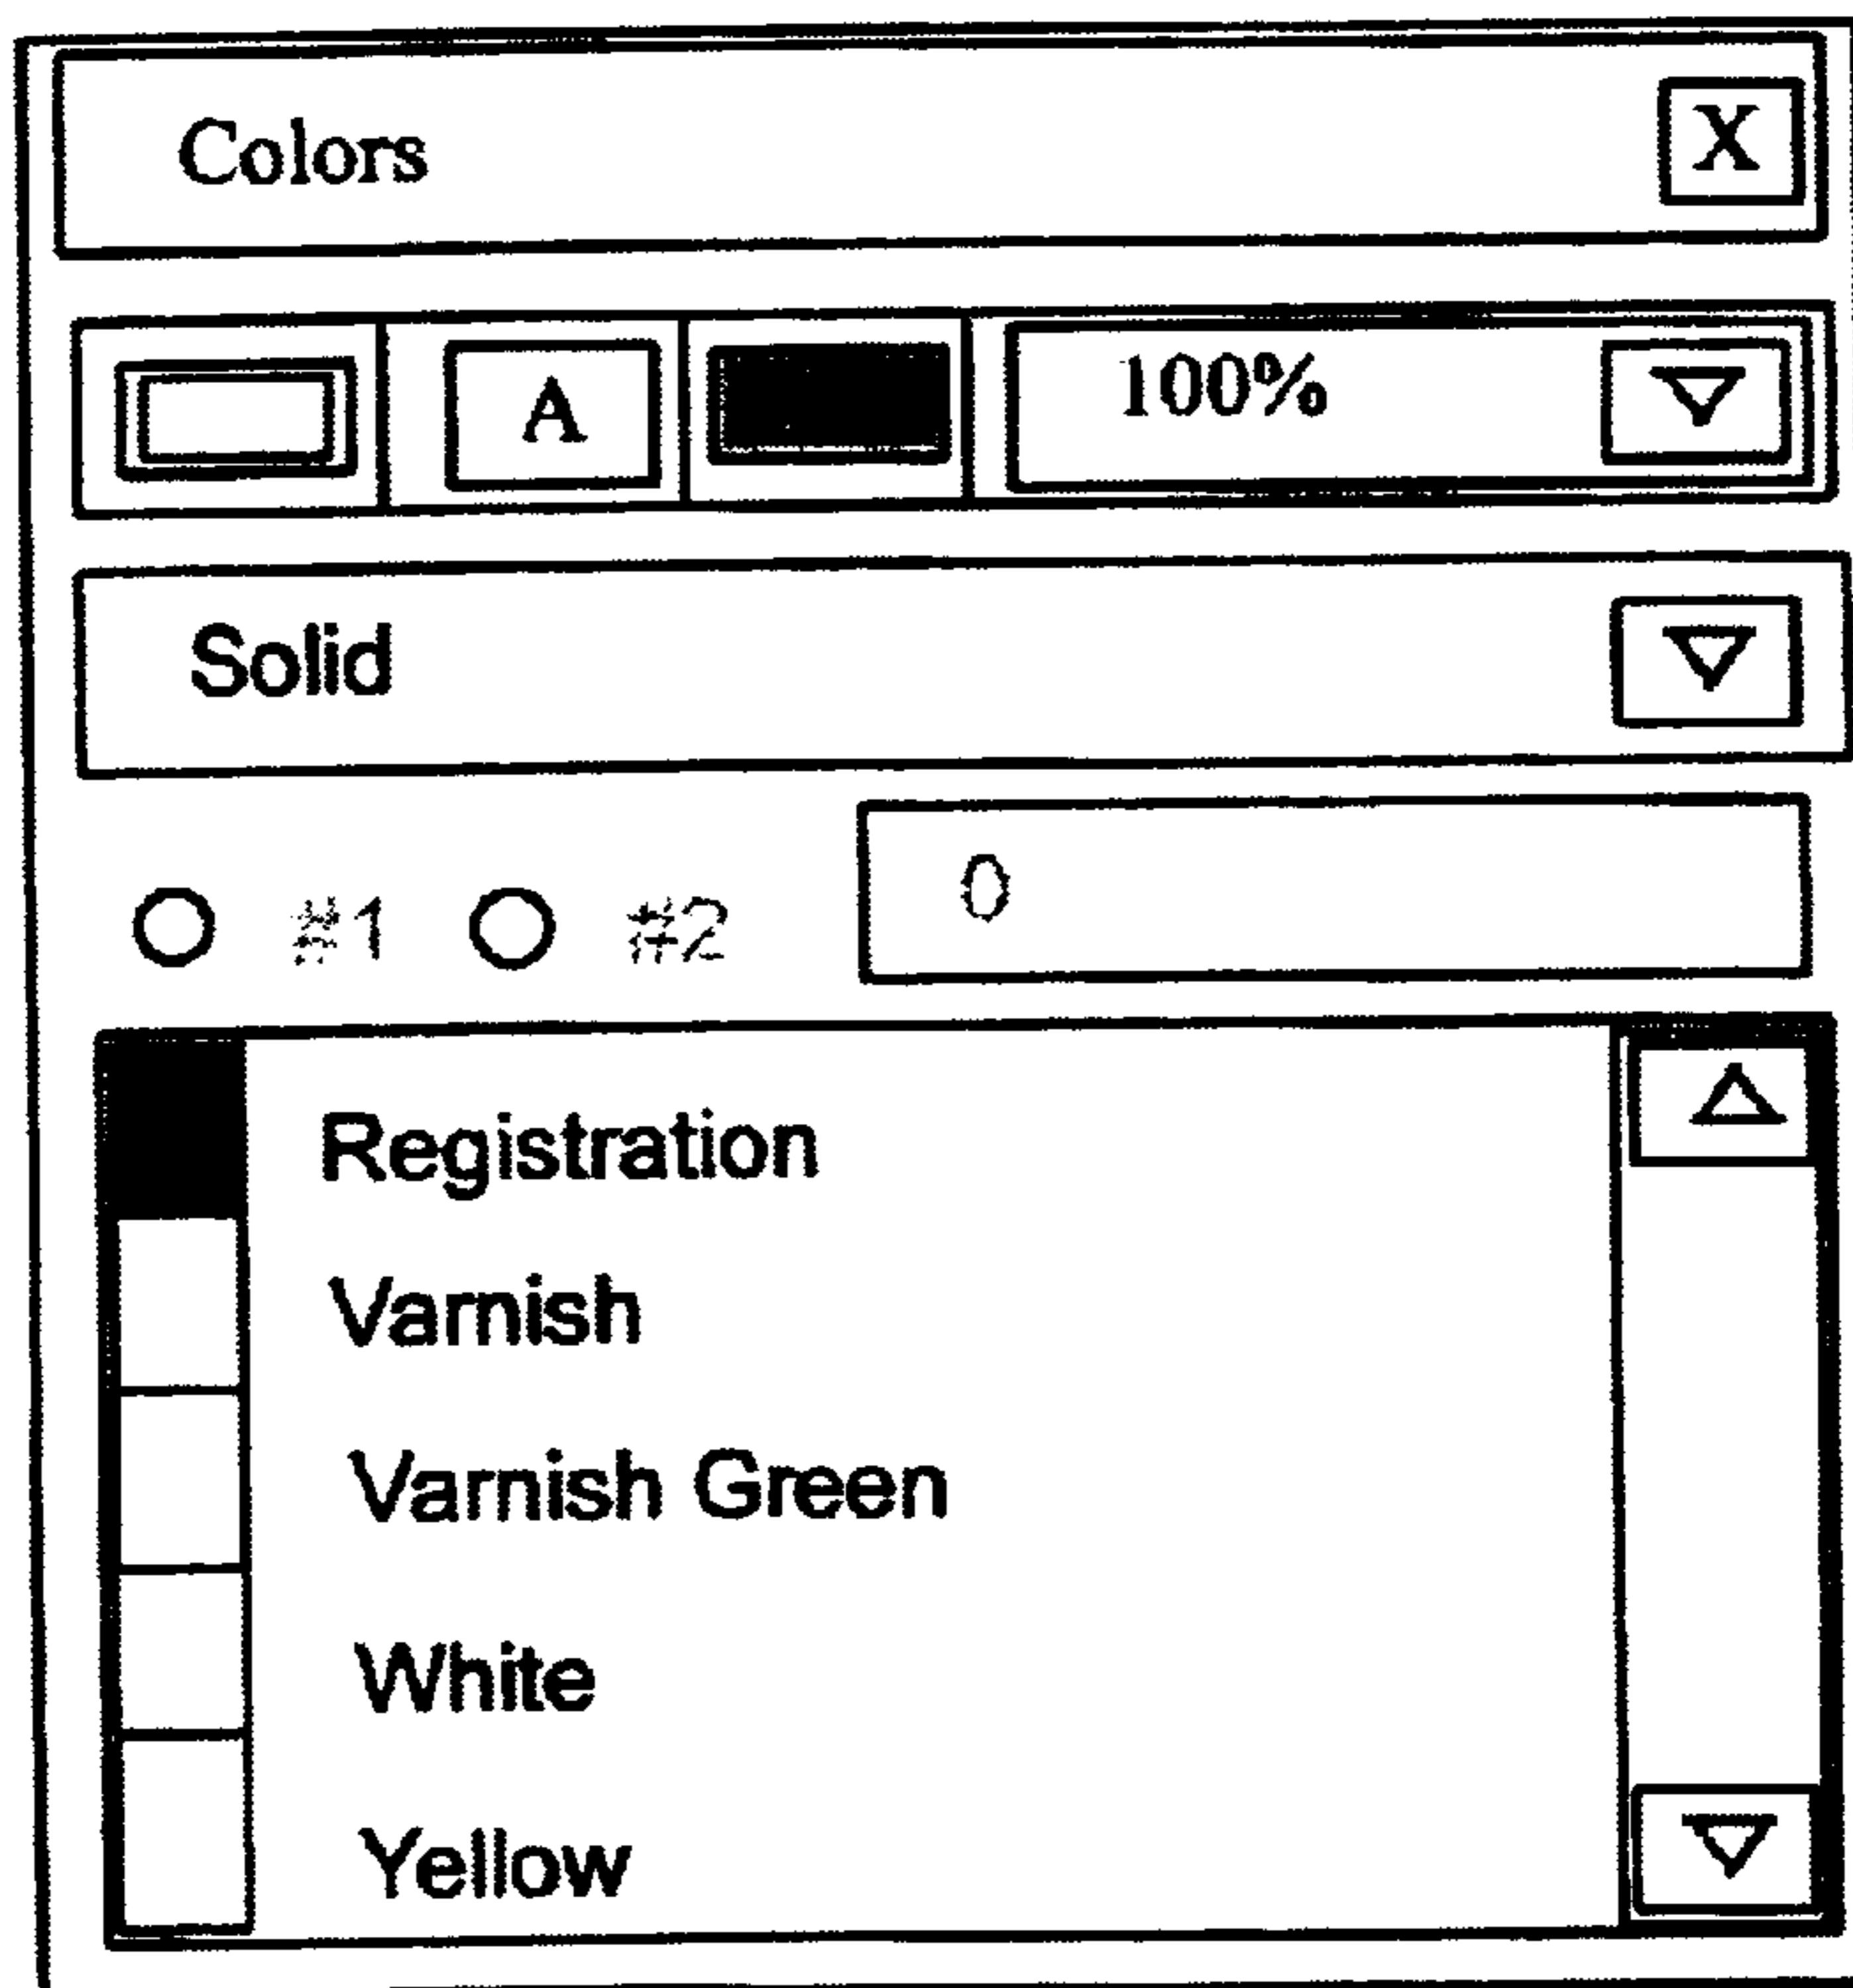 Colors X
A 100%
Solid
#1 #2 0
Registration
Varnish
Varnish Green
White
Yellow